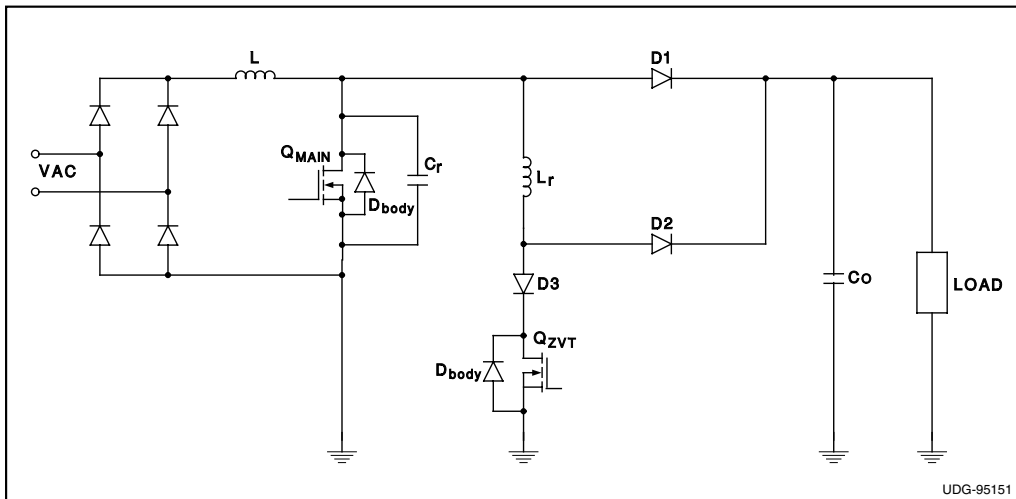 L
D1
VAC
QMAIN
Cr
Dbody
Lr
D2
D3
CO
LOAD
QZVT
Dbody
UDG-95151